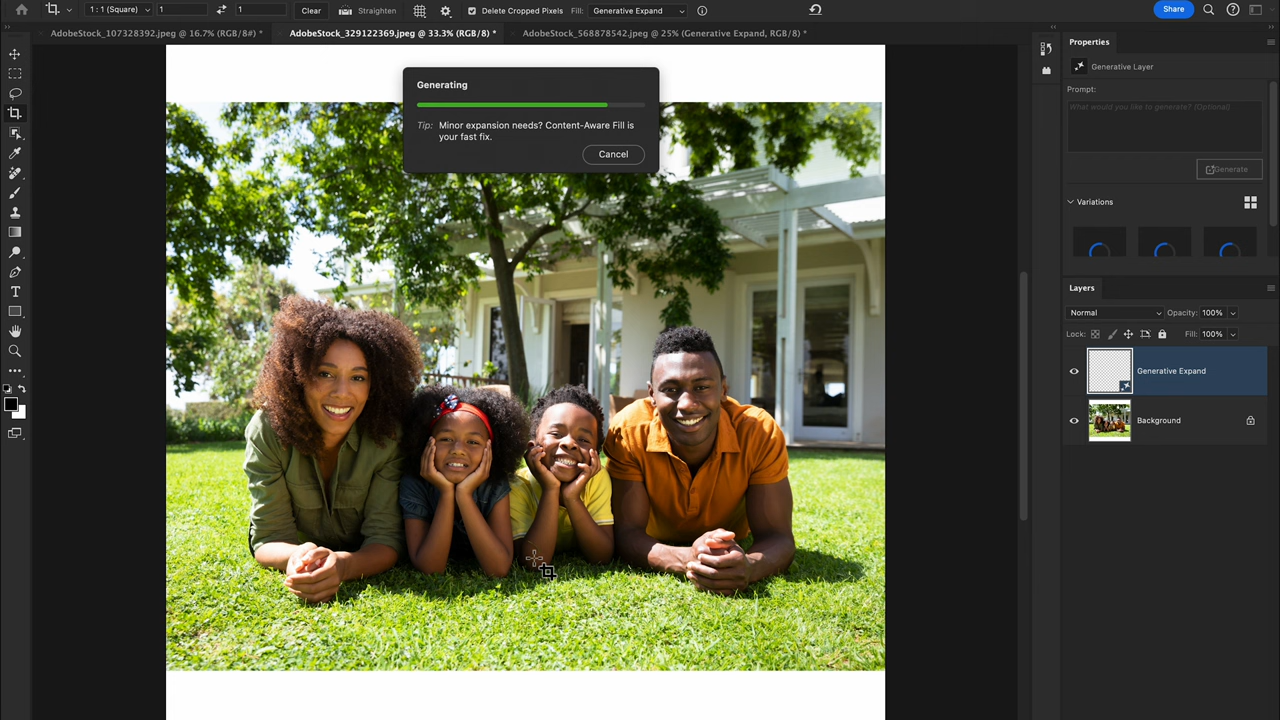 1 : 1 (Square)
1
1
Clear
Straighten
Delete Cropped Pixels
Fill: Generative Expand
Share
AdobeStock_107328392.jpeg @ 16.7% (RGB/8#) *
AdobeStock_329122369.jpeg @ 33.3% (RGB/8) *
AdobeStock_568878542.jpeg @ 25% (Generative Expand, RGB/8) *
Generating
Tip: Minor expansion needs? Content-Aware Fill is
your fast fix.
Cancel
Properties
Generative Layer
Prompt:
What would you like to generate? (Optional)
Generate
Variations
Layers
Normal
Opacity: 100%
Lock:
Fill: 100%
Generative Expand
Background